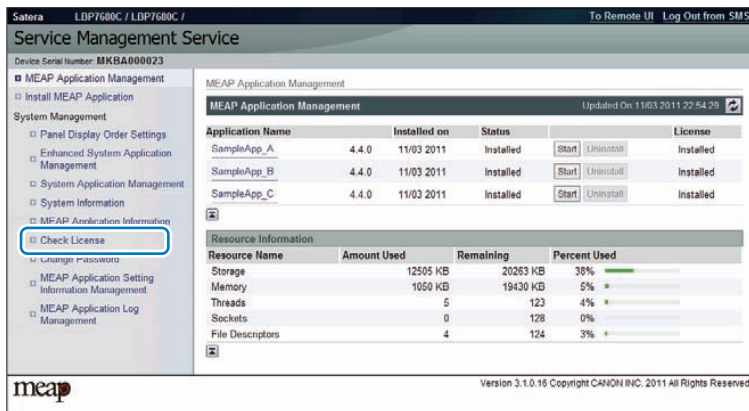 Satera LBP7680C / LBP7680C / To Remote UI Log Out from SMS
Service Management Service
Device Serial Number: MKBA000023
MEAP Application Management
Install MEAP Application
System Management
Panel Display Order Settings
Enhanced System Application
Management
System Application Management
System Information
MEAP Application Information
Check License
Change Password
MEAP Application Setting
Information Management
MEAP Application Log
Management
MEAP Application Management
MEAP Application Management Updated On:11/03 2011 22:54:29
Application Name Installed on Status License
SampleApp_A 4.4.0 11/03 2011 Installed Start Uninstall Installed
SampleApp_B 4.4.0 11/03 2011 Installed Start Uninstall Installed
SampleApp_C 4.4.0 11/03 2011 Installed Start Uninstall Installed
Resource Information
Resource Name Amount Used Remaining Percent Used
Storage 12505 KB 20263 KB 38%
Memory 1050 KB 19430 KB 5%
Threads 5 123 4%
Sockets 0 128 0%
File Descriptors 4 124 3%
meap Version 3.1.0.16 Copyright CANON INC. 2011 All Rights Reserved